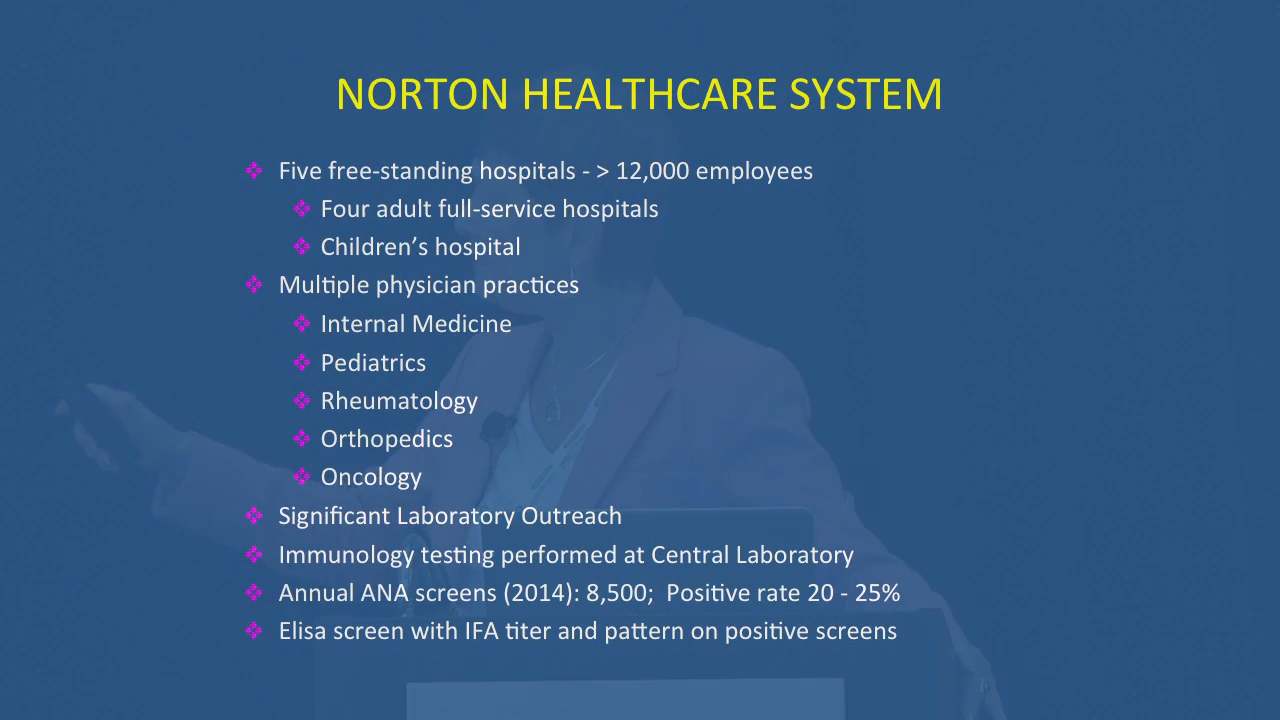 NORTON HEALTHCARE SYSTEM
Five free-standing hospitals - > 12,000 employees
Four adult full-service hospitals
Children’s hospital
Multiple physician practices
Internal Medicine
Pediatrics
Rheumatology
Orthopedics
Oncology
Significant Laboratory Outreach
Immunology testing performed at Central Laboratory
Annual ANA screens (2014): 8,500;  Positive rate 20 - 25%
Elisa screen with IFA titer and pattern on positive screens